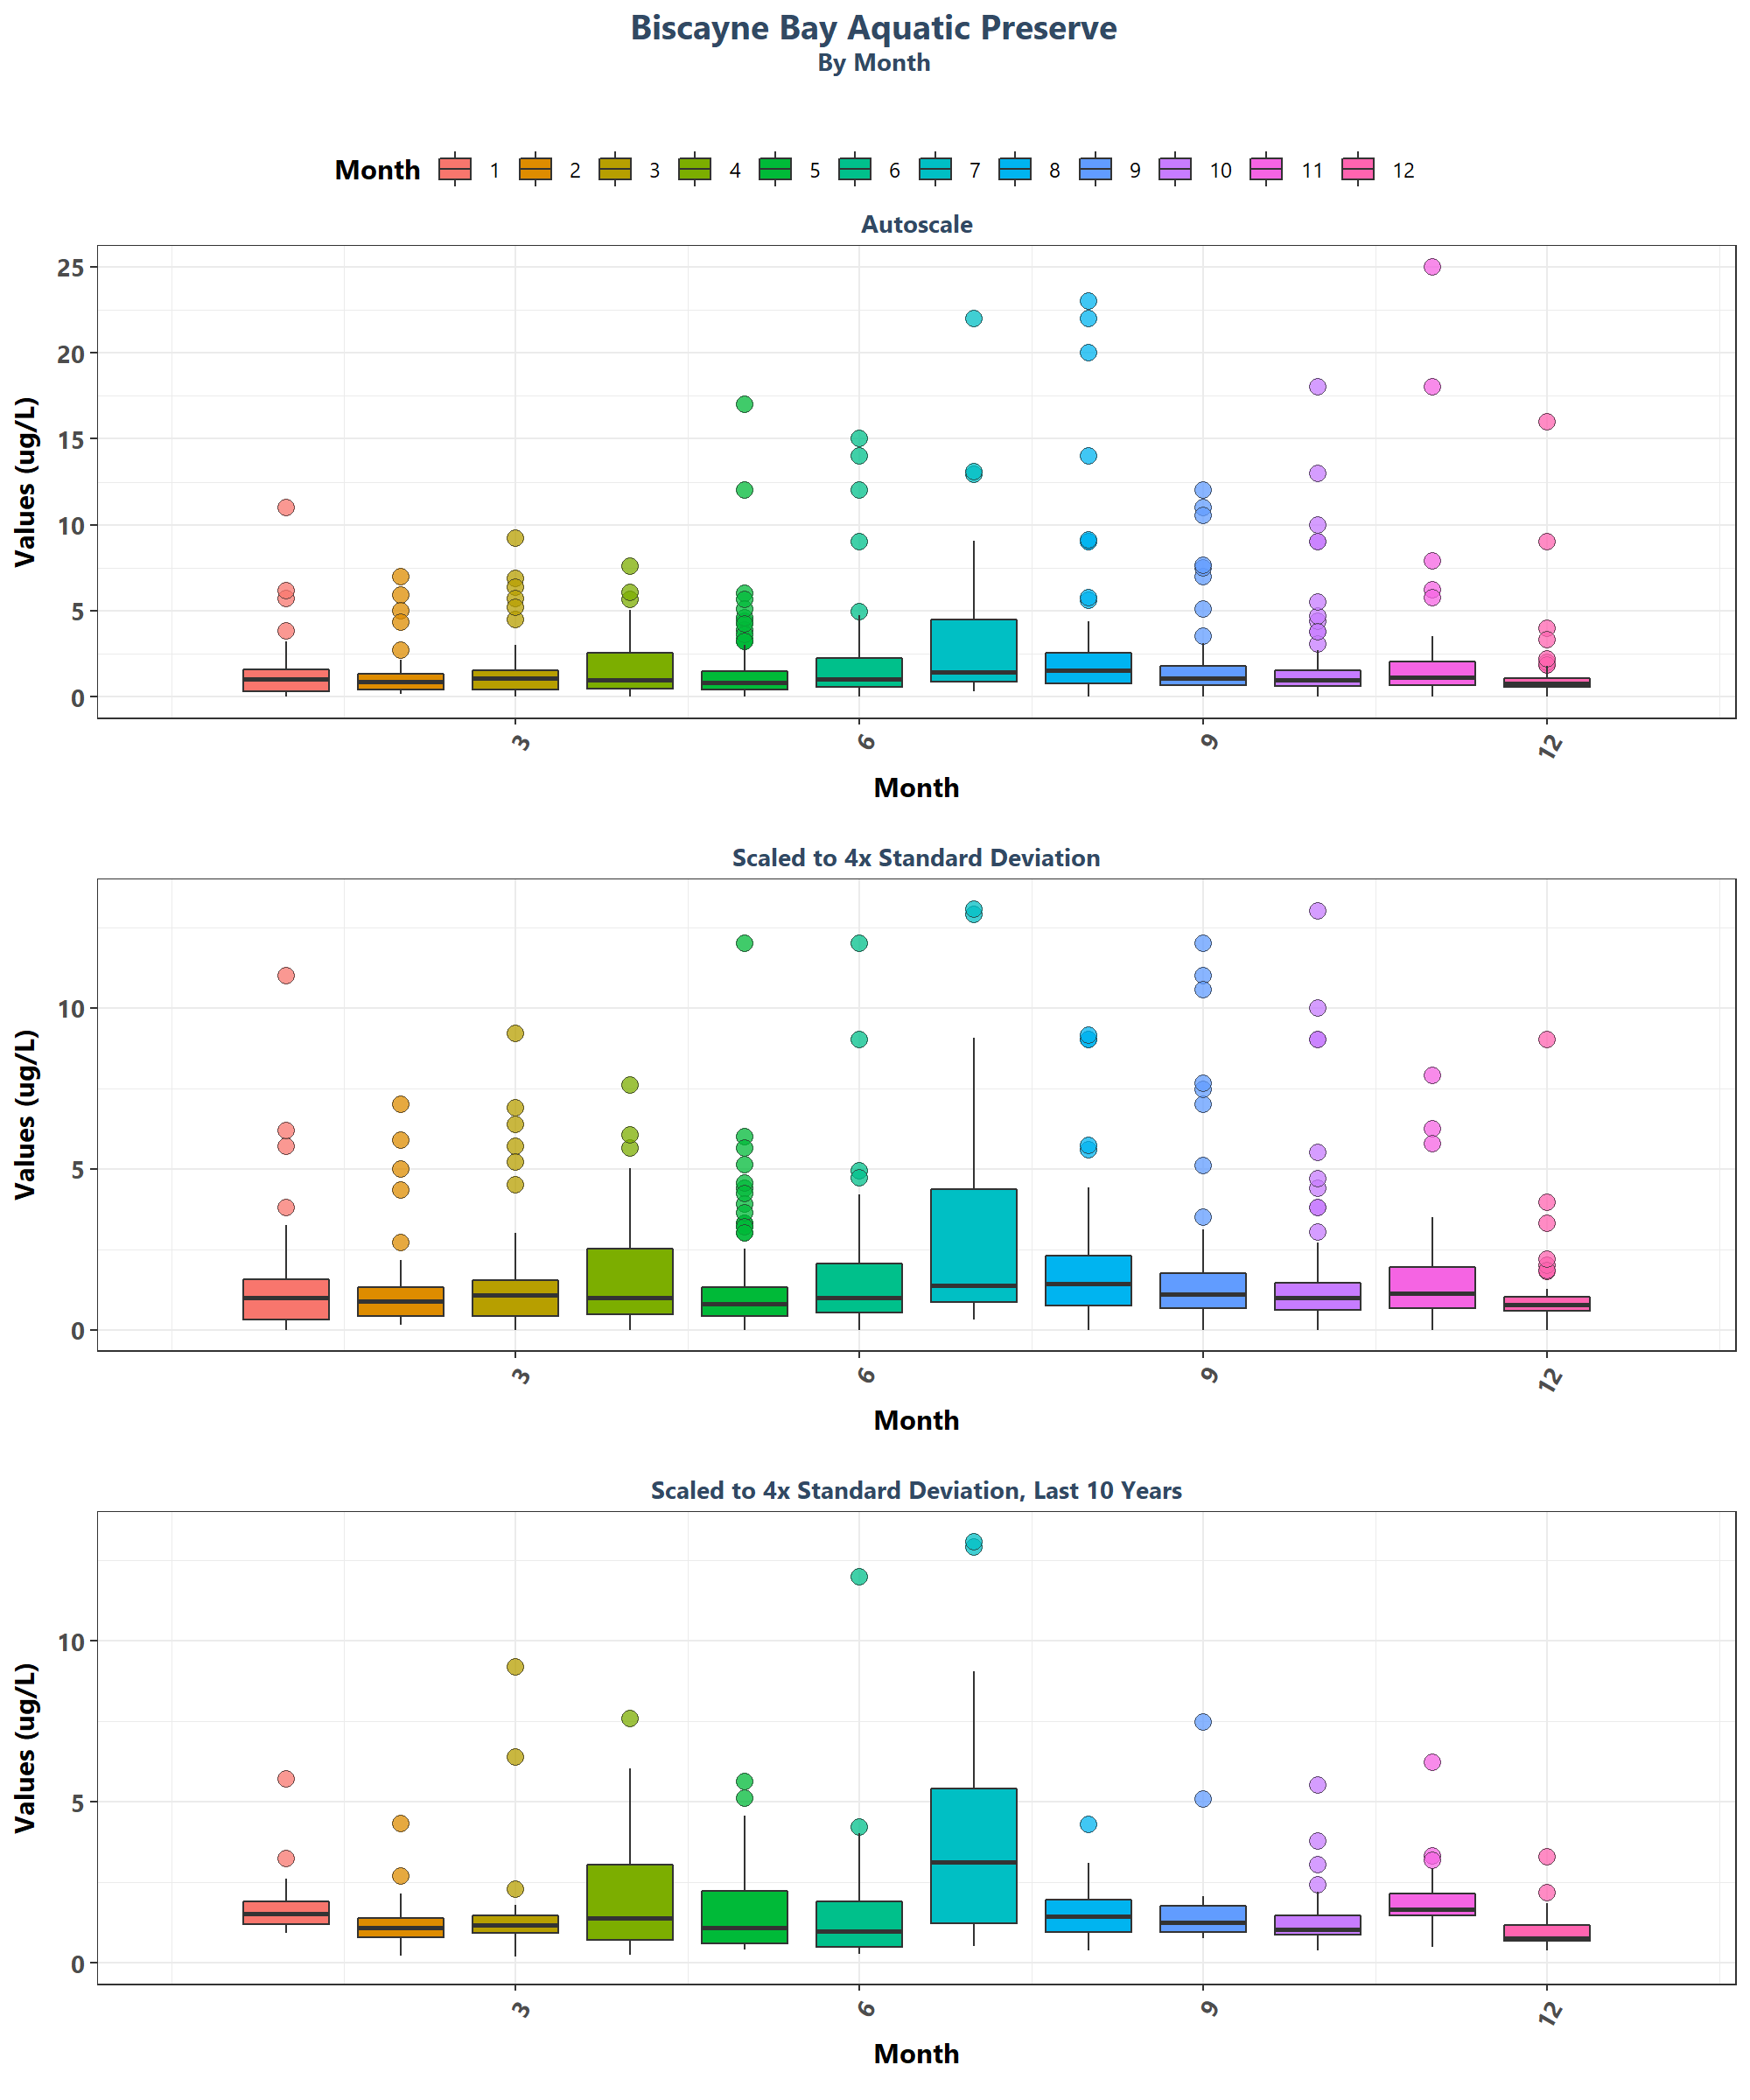 Biscayne Bay Aquatic Preserve
By Month
Month 1 2 3 4 5 6 7 8 9 10 11 12
Autoscale
Values (ug/L)
25
20
15
10
5
0
3 6 9 12
Month
Scaled to 4x Standard Deviation
Values (ug/L)
10
5
0
3 6 9 12
Month
Scaled to 4x Standard Deviation, Last 10 Years
Values (ug/L)
10
5
0
3 6 9 12
Month